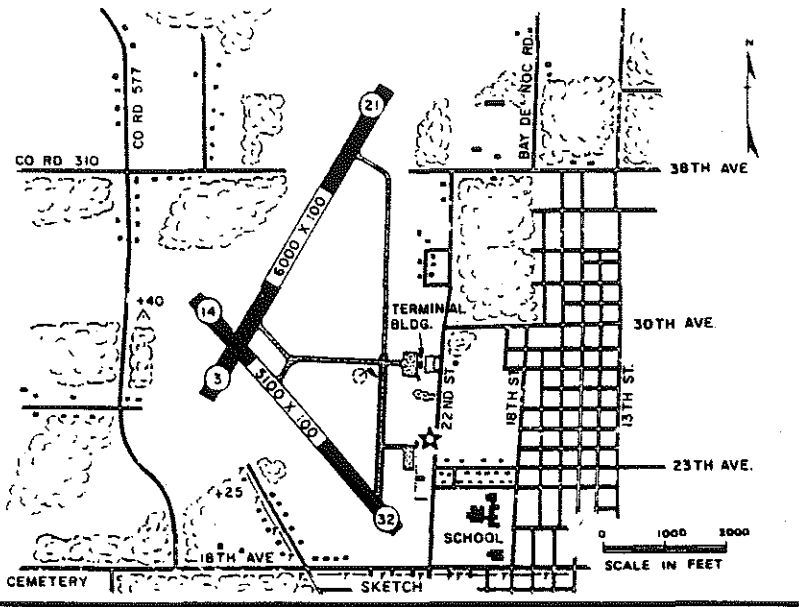 N
21
BAY DE NOC RD.
CO RD 577
CO RD 310
38TH AVE
6000 X 100
+40
14
TERMINAL
BLDG.
30TH AVE.
3
5100 X 100
22ND ST.
18TH ST.
13TH ST.
23TH AVE.
+25
32
SCHOOL
0 1000 2000
SCALE IN FEET
18TH AVE
CEMETERY
SKETCH